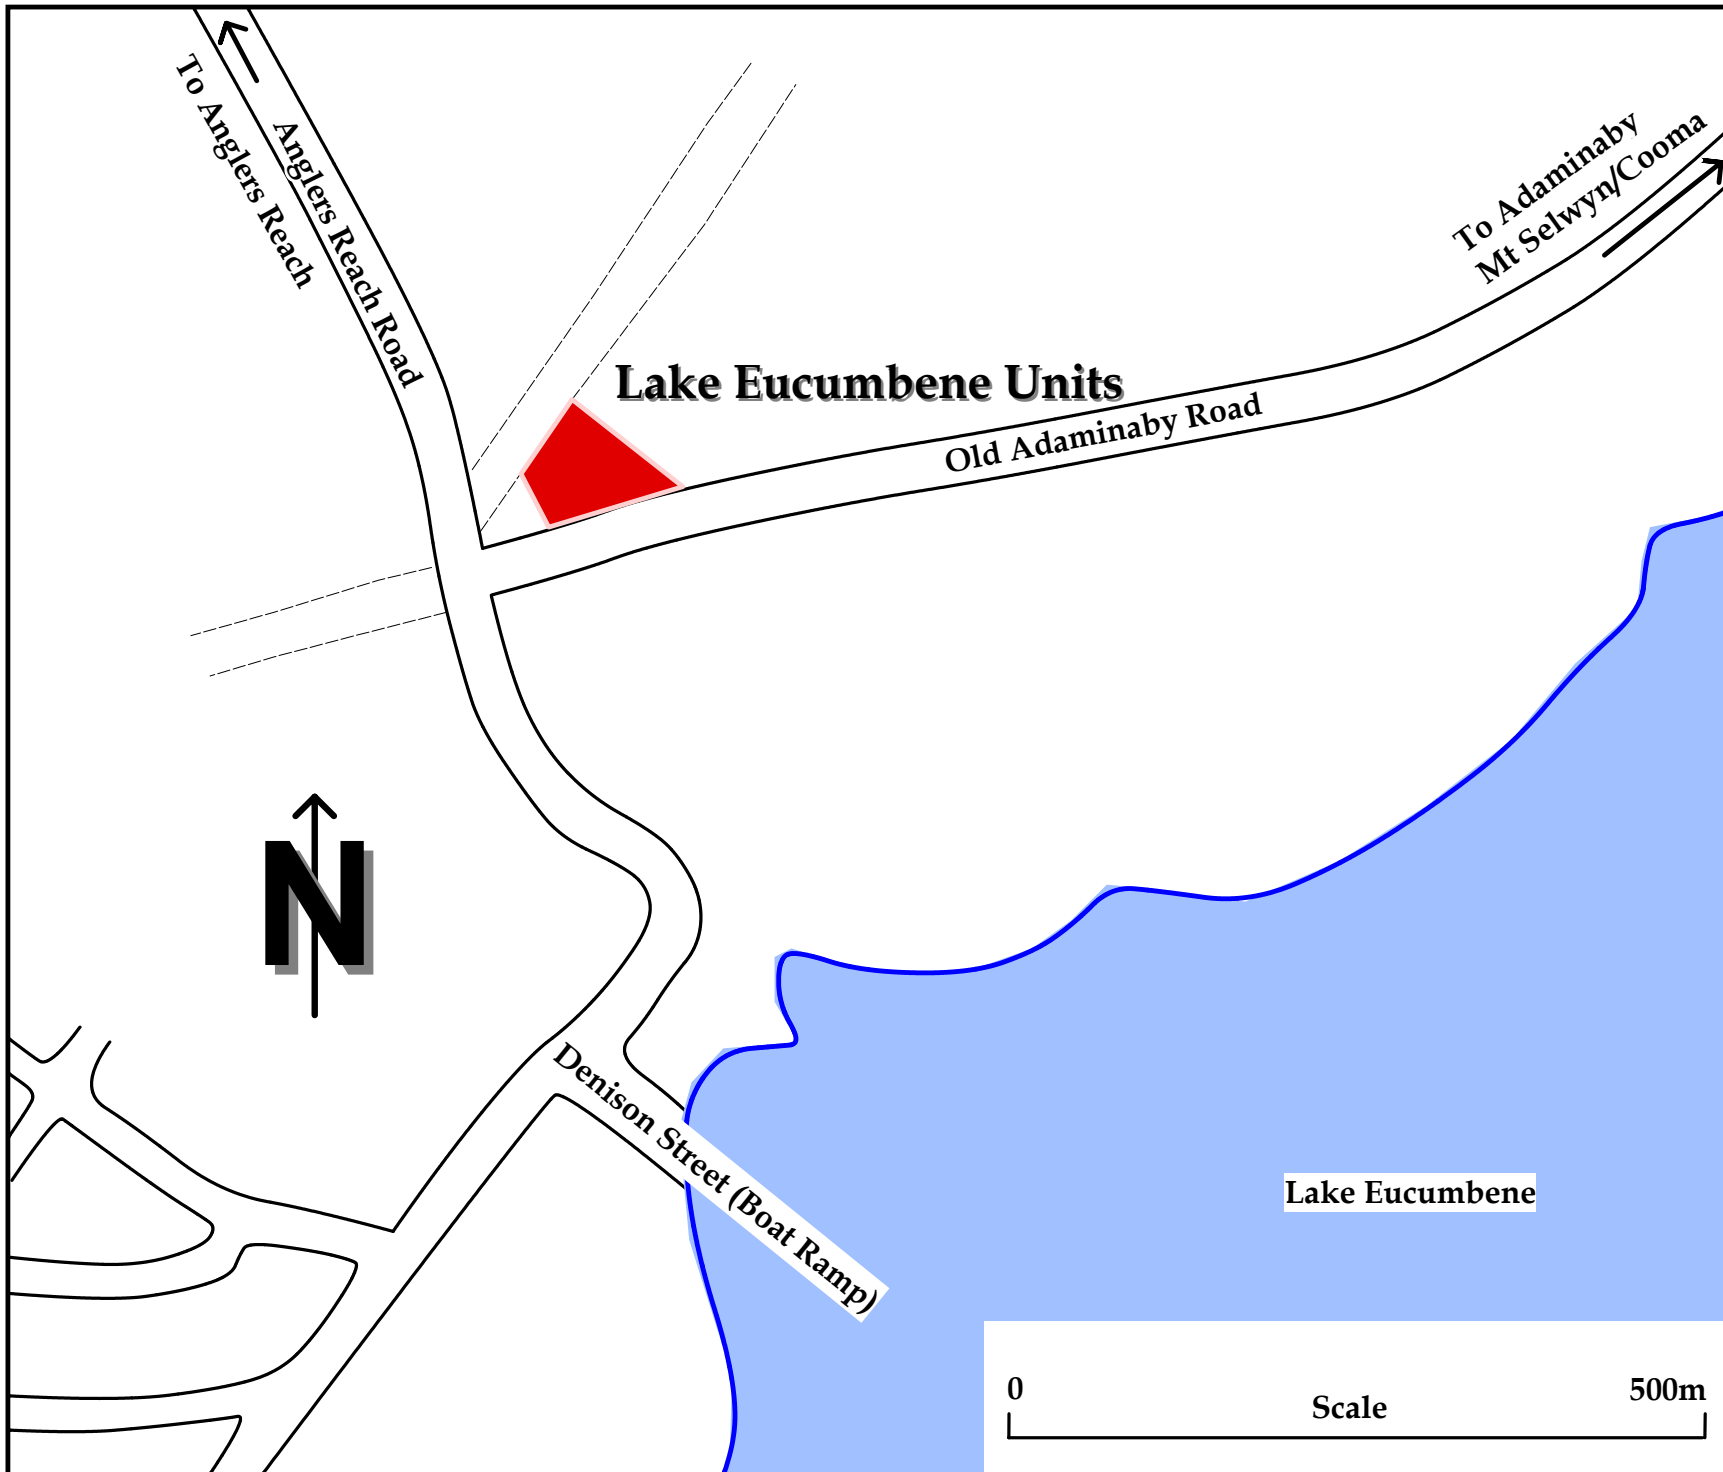 To Anglers Reach
Anglers Reach Road
To Adaminaby
Mt Selwyn/Cooma
Lake Eucumbene Units
Old Adaminaby Road
N
Denison Street (Boat Ramp)
Lake Eucumbene
0
500m
Scale